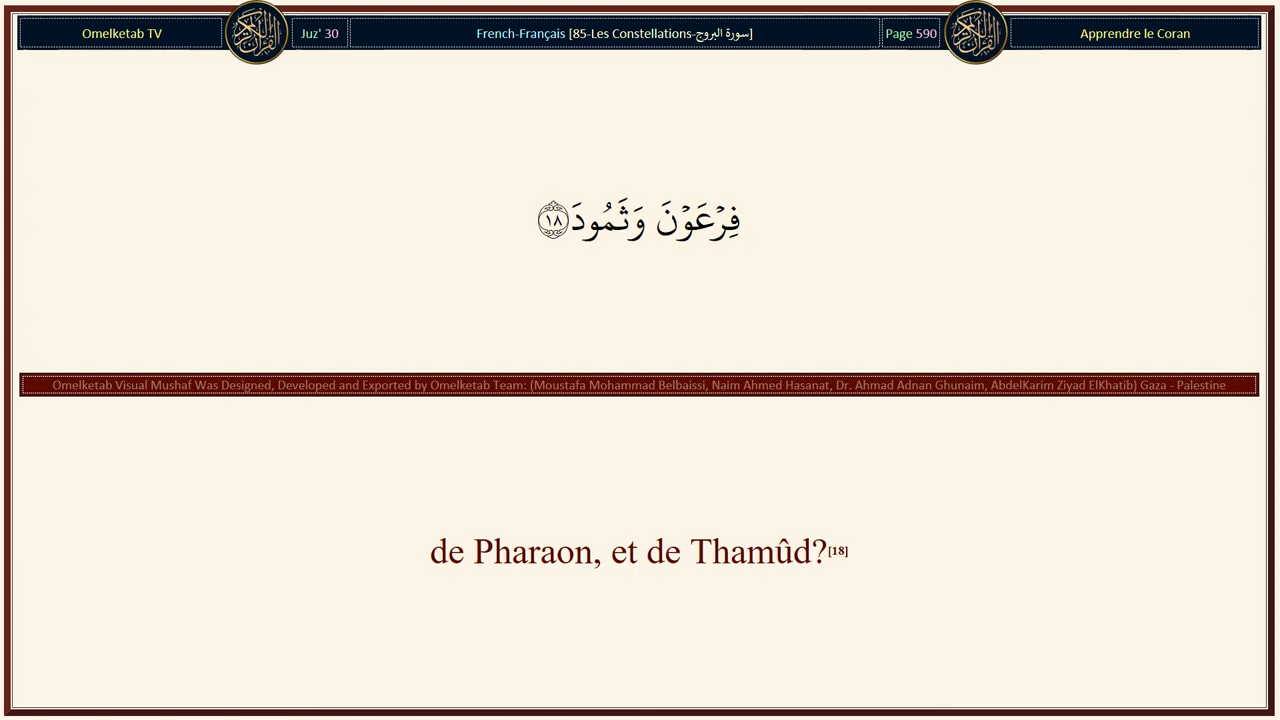 Omelketab TV
Juz' 30
French-Français [85-Les Constellations-سورة البروج]
Page 590
Apprendre le Coran
فِرْعَوْنَ وَثَمُودَ ١٨
Omelketab Visual Mushaf Was Designed, Developed and Exported by Omelketab Team: (Moustafa Mohammad Belbaissi, Naim Ahmed Hasanat, Dr. Ahmad Adnan Ghunaim, AbdelKarim Ziyad ElKhatib) Gaza - Palestine
de Pharaon, et de Thamûd?[18]